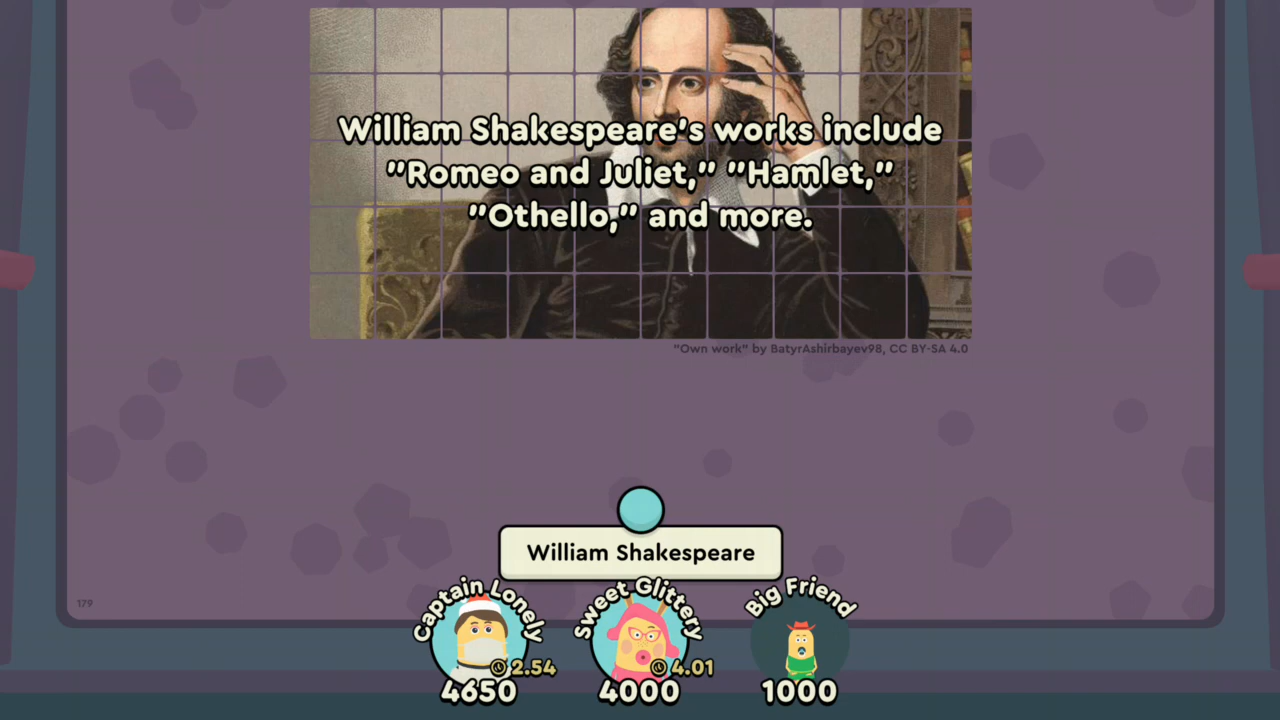 William Shakespeare's works include
"Romeo and Juliet," "Hamlet,"
"Othello," and more.
"Own work" by BatyrAshirbayev98, CC BY-SA 4.0
William Shakespeare
179
Captain Lonely
Sweet Glittery
Big Friend
2.54
4.01
4650
4000
1000